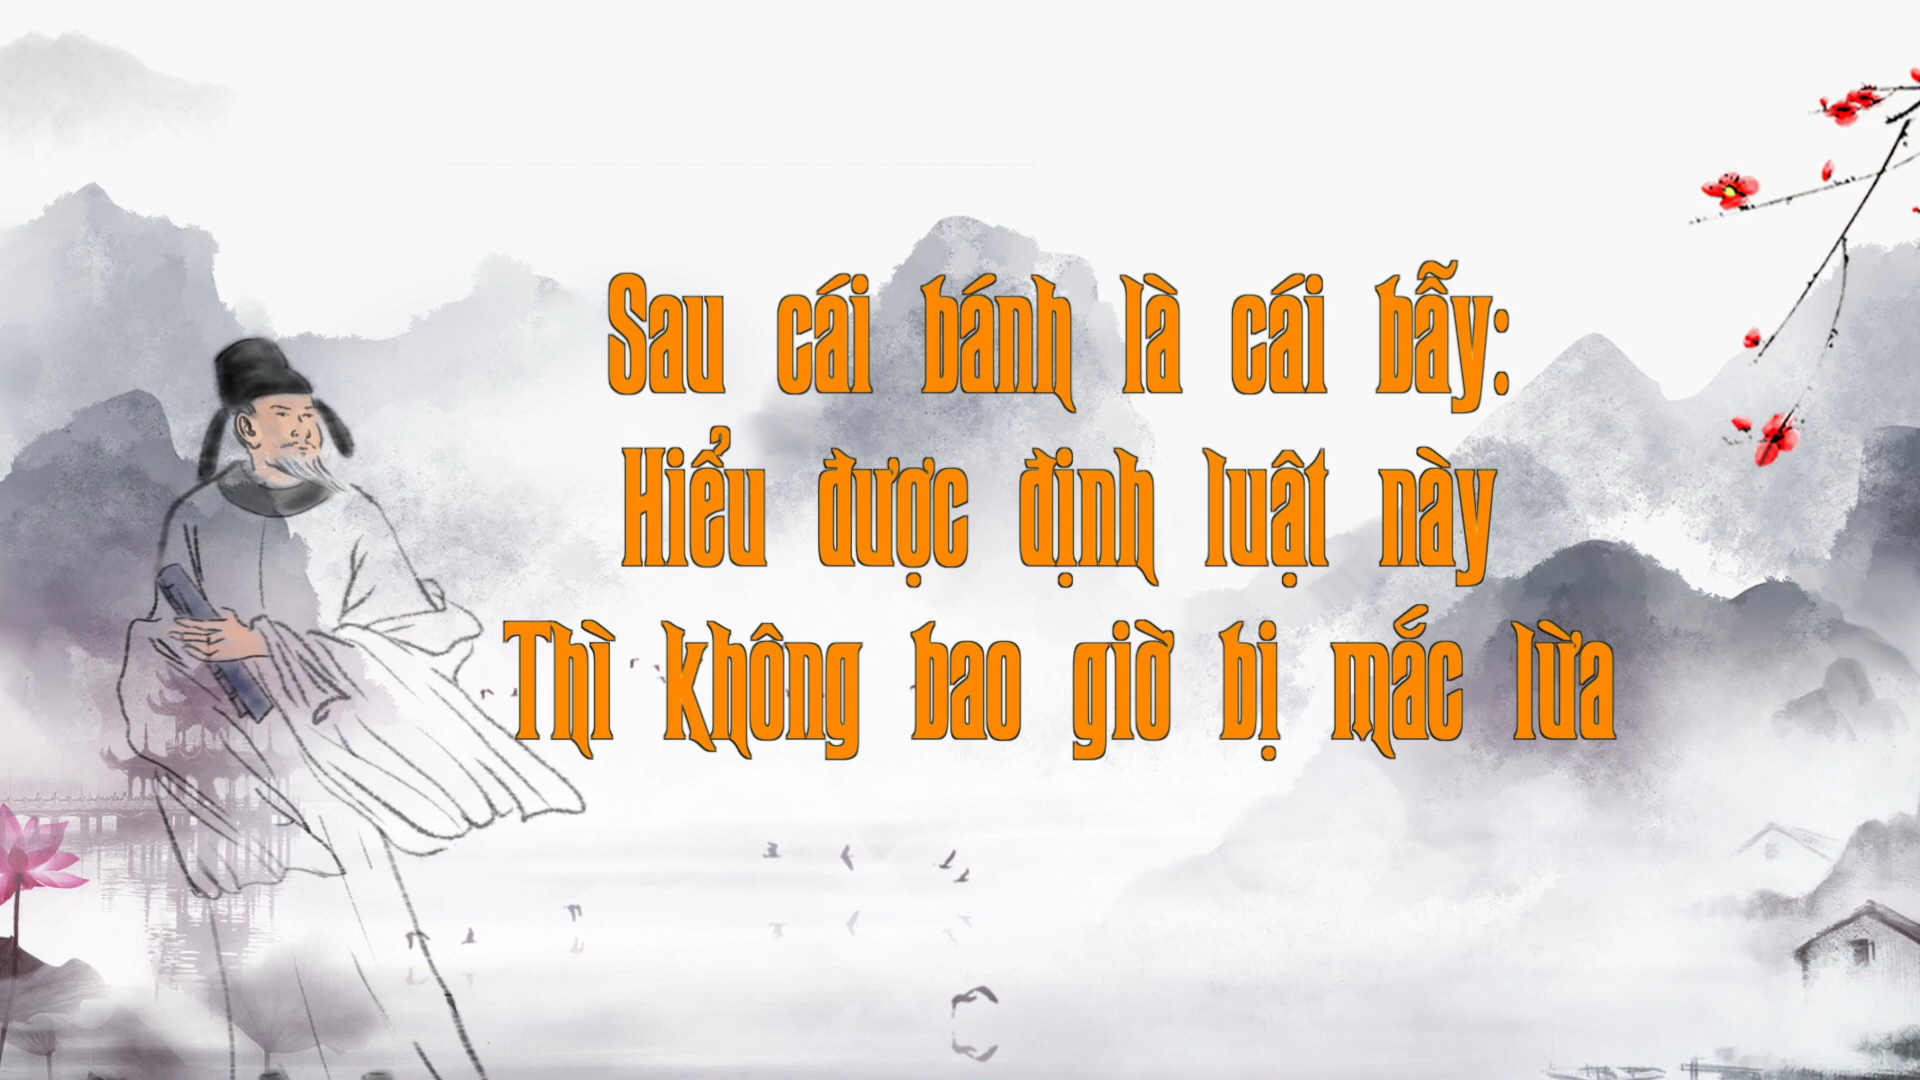 Sau cái bánh là cái bẫy:
Hiểu được định luật này
Thì không bao giờ bị mắc lừa